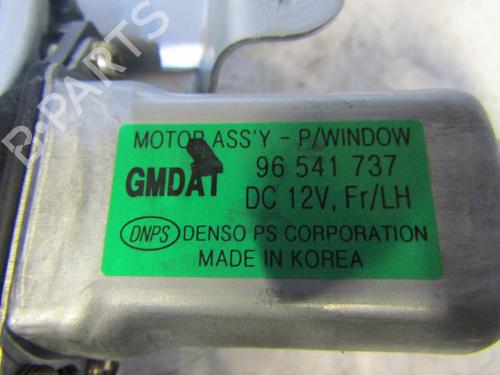 B-PARTS
MOTOR ASS'Y - P/WINDOW
GMDAT 96 541 737
DC 12V, Fr/LH
DNPS DENSO PS CORPORATION
MADE IN KOREA